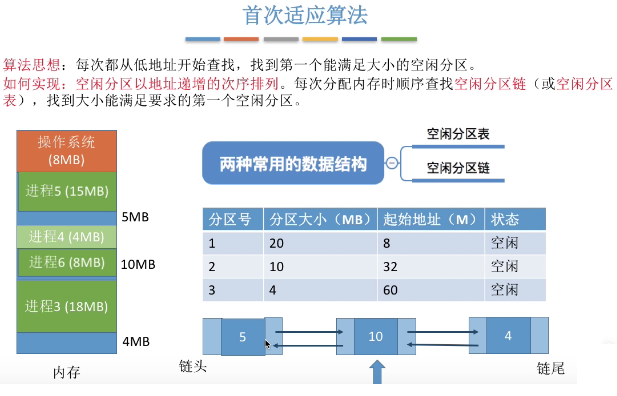 首次适应算法
算法思想：每次都从低地址开始查找，找到第一个能满足大小的空闲分区。
如何实现：空闲分区以地址递增的次序排列。每次分配内存时顺序查找空闲分区链（或空闲分区
表），找到大小能满足要求的第一个空闲分区。
操作系统
(8MB)
进程5 (15MB)
5MB
进程4 (4MB)
进程6 (8MB)
10MB
进程3 (18MB)
4MB
内存
两种常用的数据结构
空闲分区表
空闲分区链
分区号 分区大小（MB） 起始地址（M） 状态
1 20 8 空闲
2 10 32 空闲
3 4 60 空闲
5 10 4
链头
链尾